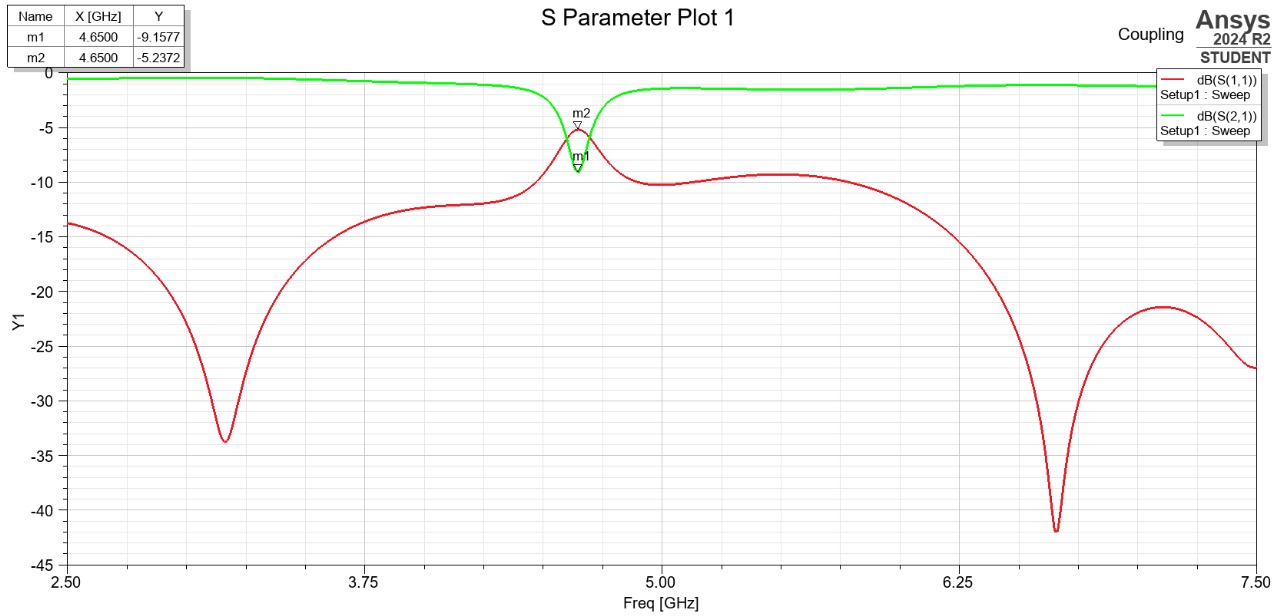 S Parameter Plot 1
Coupling
Ansys
2024 R2
STUDENT
Name X [GHz] Y
m1 4.6500 -9.1577
m2 4.6500 -5.2372
dB(S(1,1))
Setup1 : Sweep
dB(S(2,1))
Setup1 : Sweep
m2
m1
Y1
0
-5
-10
-15
-20
-25
-30
-35
-40
-45
2.50 3.75 5.00 6.25 7.50
Freq [GHz]